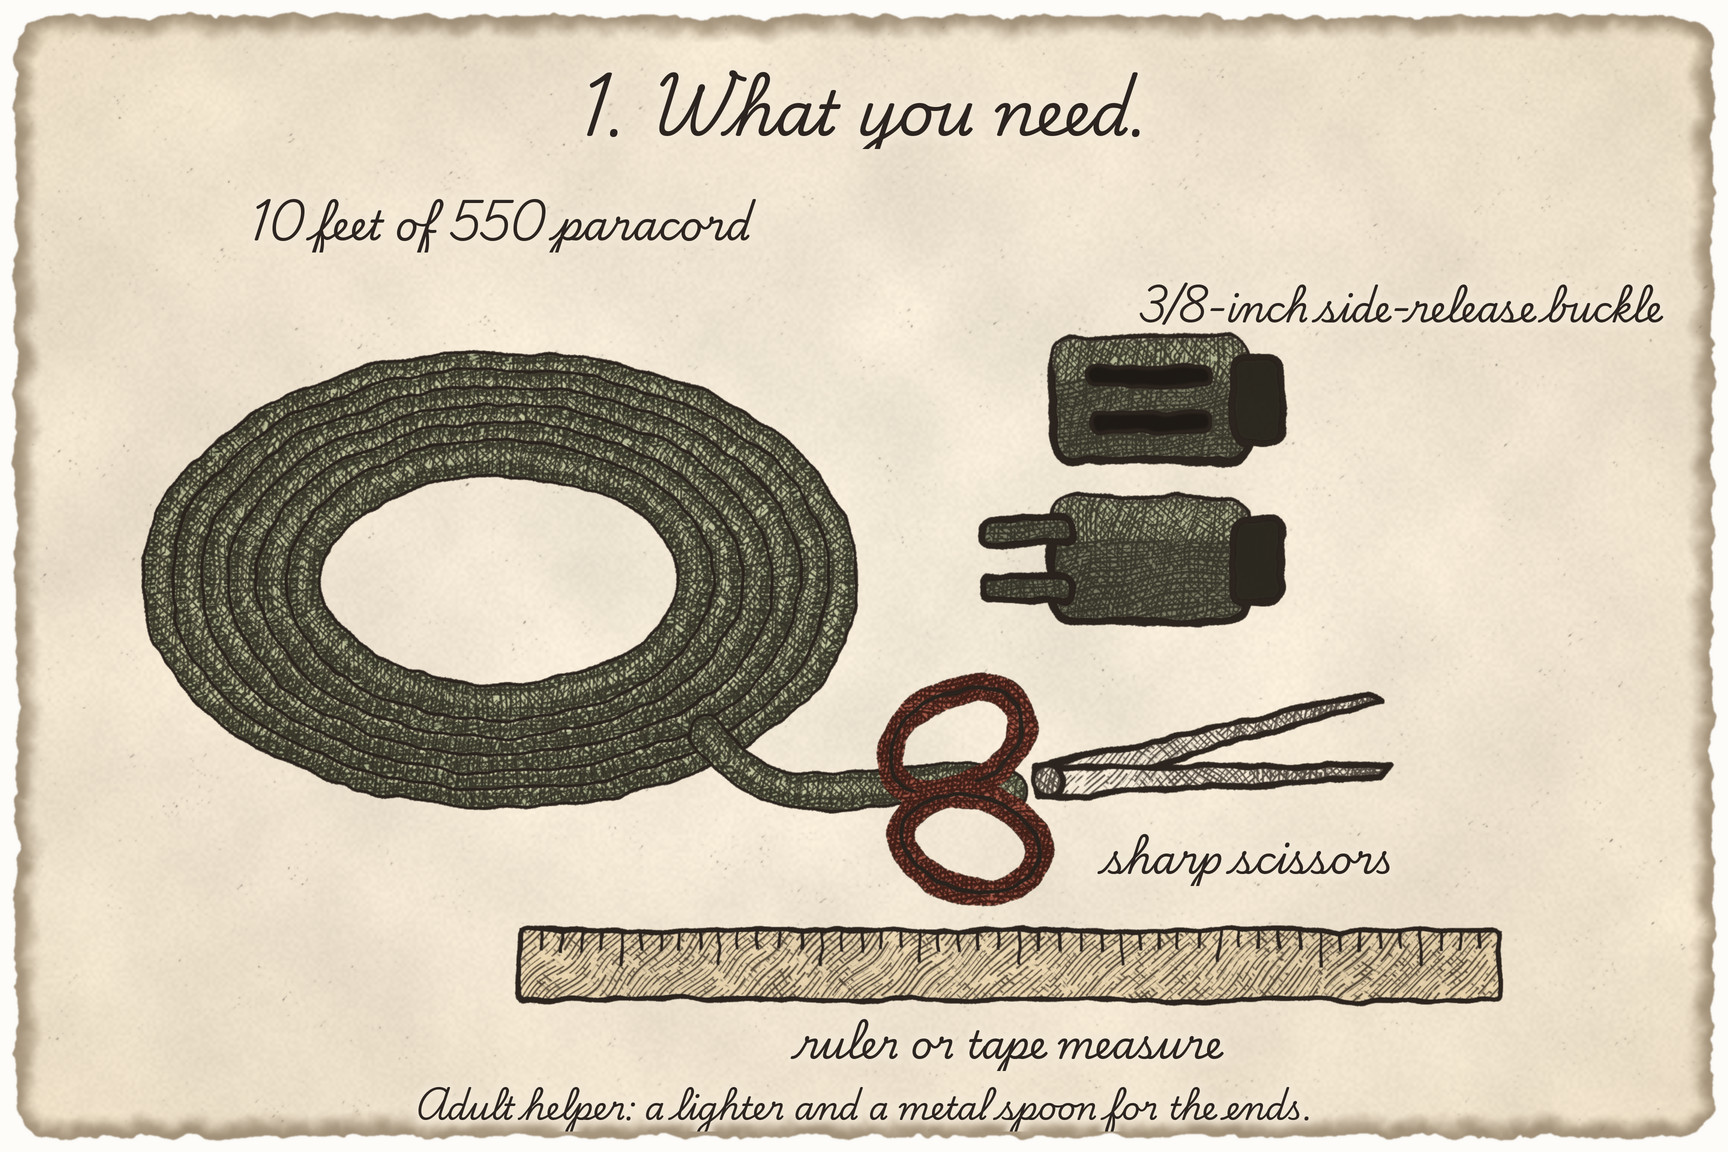 1. What you need.
10 feet of 550 paracord
3/8-inch side-release buckle
sharp scissors
ruler or tape measure
Adult helper: a lighter and a metal spoon for the ends.